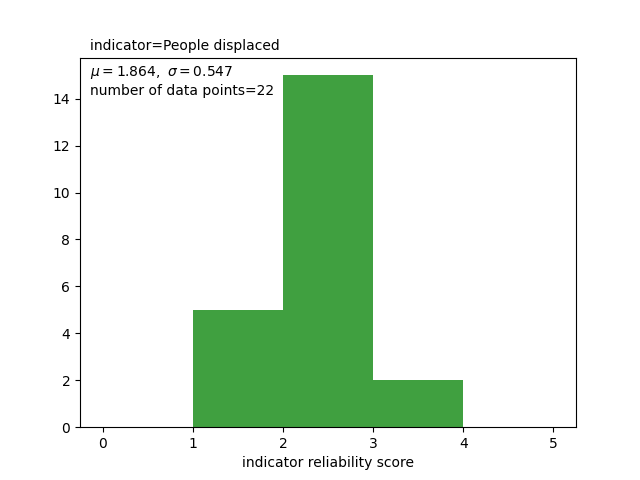 indicator=People displaced
μ = 1.864, σ = 0.547
number of data points=22
14
12
10
8
6
4
2
0
0 1 2 3 4 5
indicator reliability score